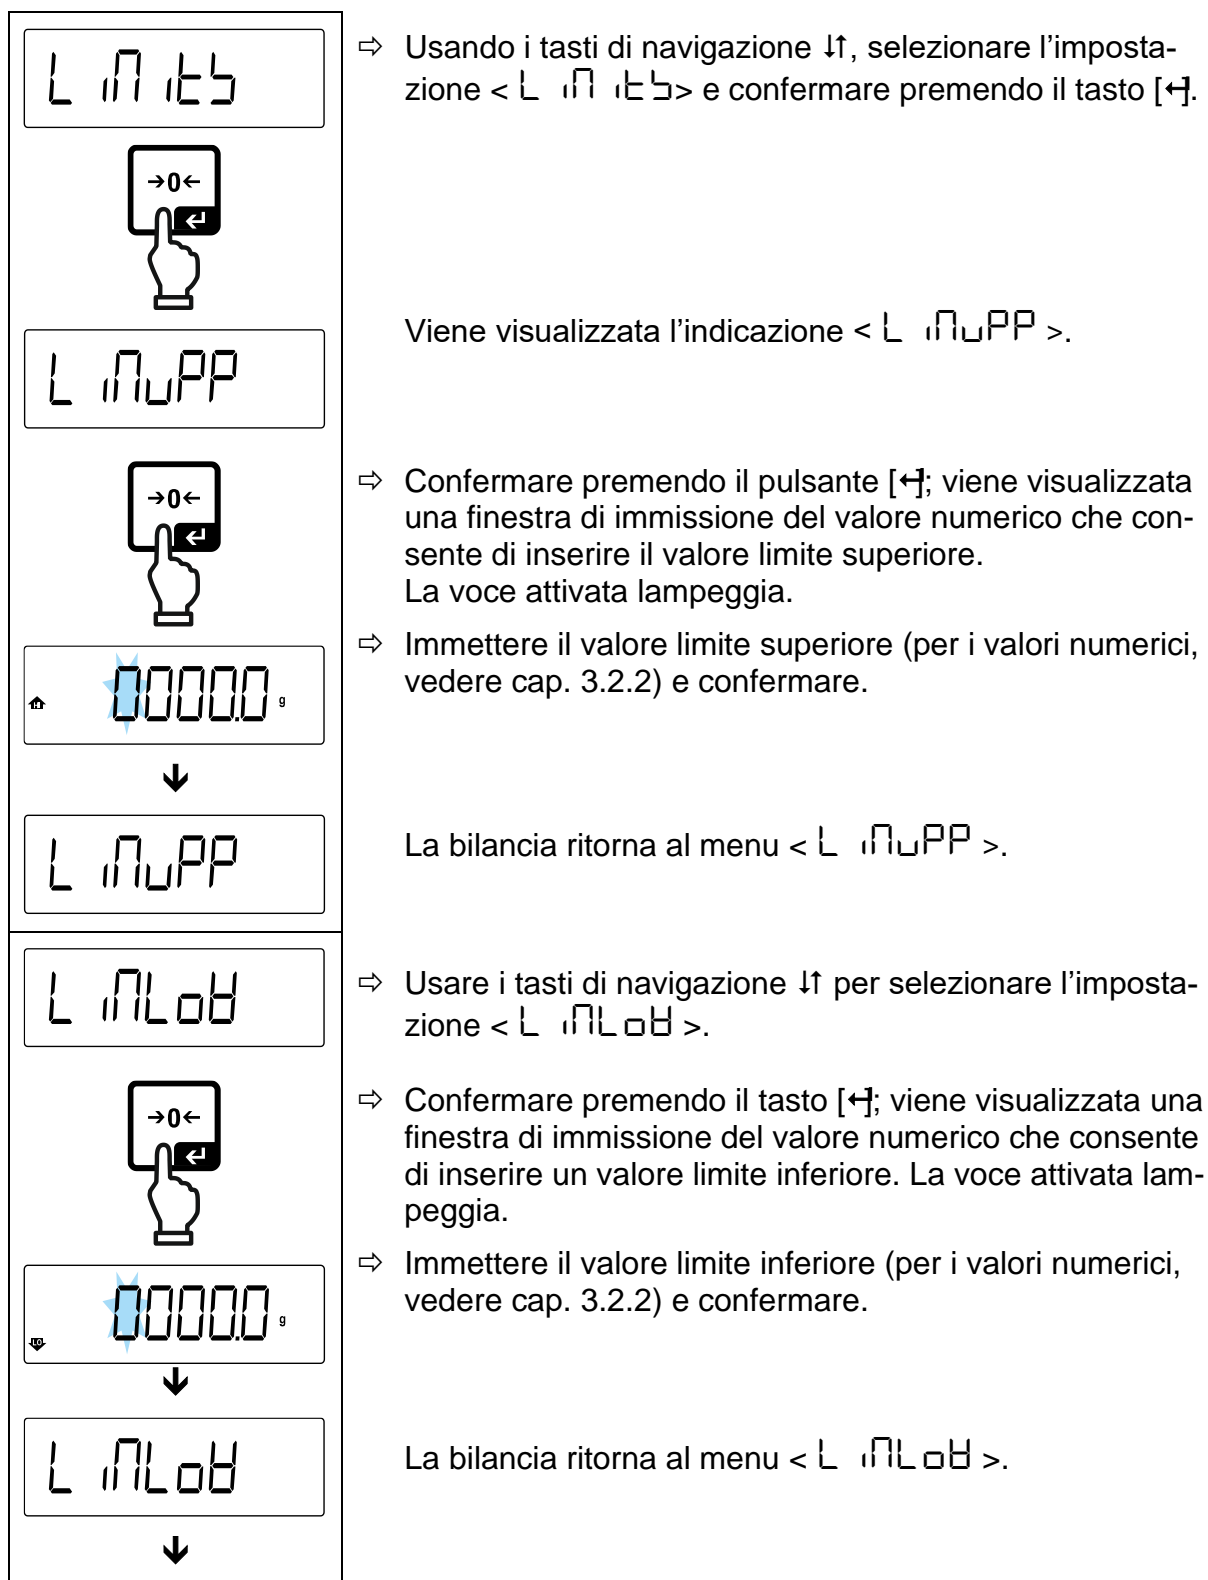 LiMits
⇨ Usando i tasti di navigazione ↓↑, selezionare l’imposta-
zione < LiMits> e confermare premendo il tasto [↵].
→0←
Viene visualizzata l’indicazione < LiMuPP >.
LiMuPP
→0←
⇨ Confermare premendo il pulsante [↵]; viene visualizzata
una finestra di immissione del valore numerico che con-
sente di inserire il valore limite superiore.
La voce attivata lampeggia.
⇨ Immettere il valore limite superiore (per i valori numerici,
vedere cap. 3.2.2) e confermare.
HI 00000.0 g
La bilancia ritorna al menu < LiMuPP >.
LiMuPP
LiMLoW
⇨ Usare i tasti di navigazione ↓↑ per selezionare l’imposta-
zione < LiMLoW >.
→0←
⇨ Confermare premendo il tasto [↵]; viene visualizzata una
finestra di immissione del valore numerico che consente
di inserire un valore limite inferiore. La voce attivata lam-
peggia.
⇨ Immettere il valore limite inferiore (per i valori numerici,
vedere cap. 3.2.2) e confermare.
LO 00000.0 g
La bilancia ritorna al menu < LiMLoW >.
LiMLoW